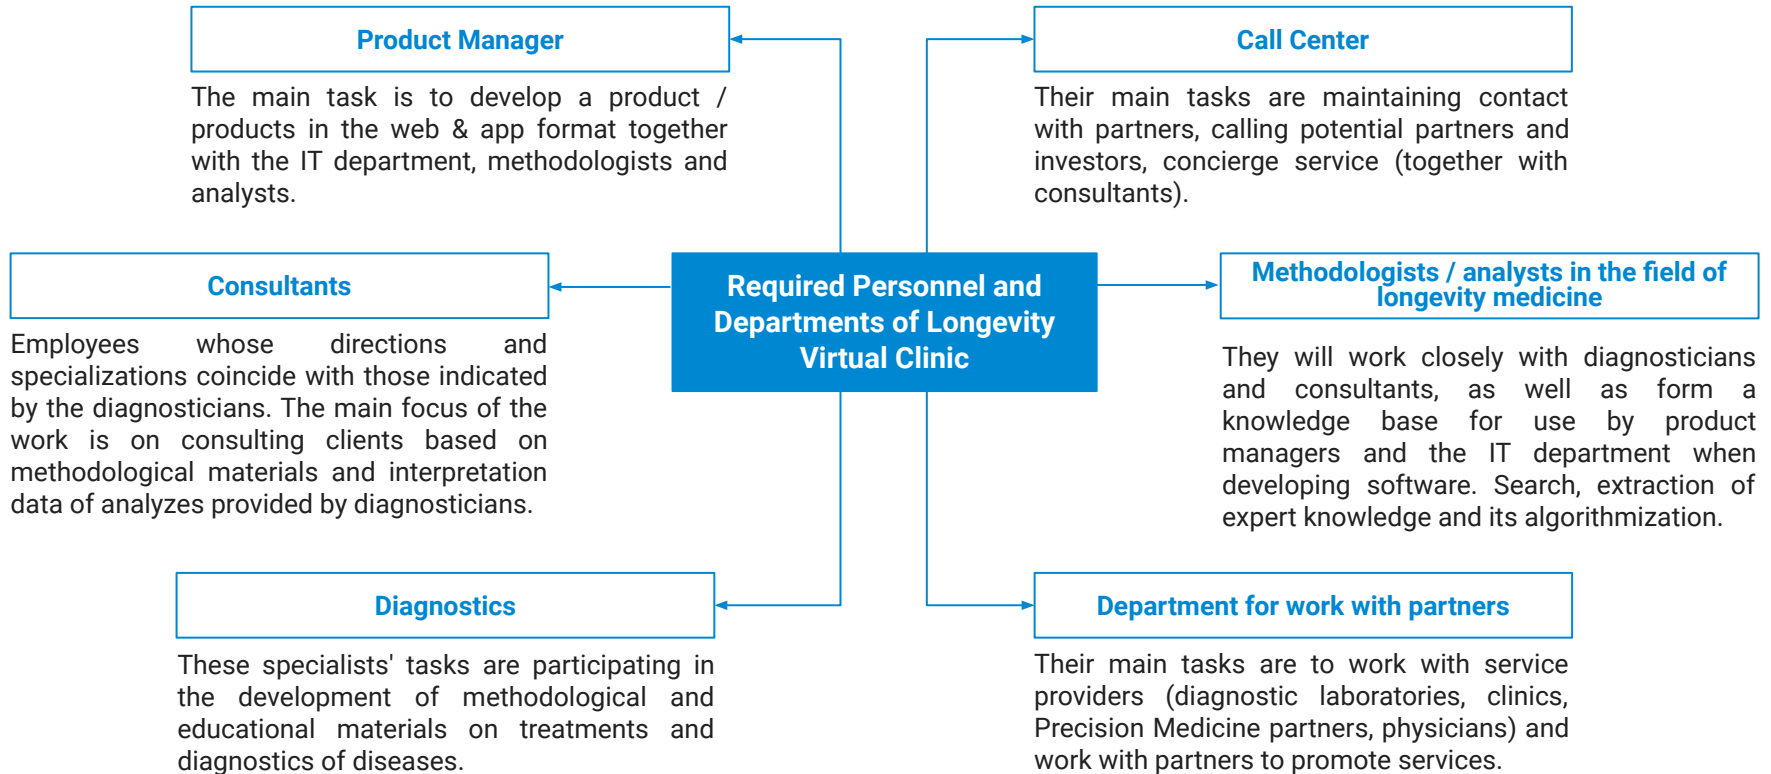 Product Manager
The main task is to develop a product /
products in the web & app format together
with the IT department, methodologists and
analysts.
Call Center
Their main tasks are maintaining contact
with partners, calling potential partners and
investors, concierge service (together with
consultants).
Consultants
Employees whose directions and
specializations coincide with those indicated
by the diagnosticians. The main focus of the
work is on consulting clients based on
methodological materials and interpretation
data of analyzes provided by diagnosticians.
Required Personnel and
Departments of Longevity
Virtual Clinic
Methodologists / analysts in the field of
longevity medicine
They will work closely with diagnosticians
and consultants, as well as form a
knowledge base for use by product
managers and the IT department when
developing software. Search, extraction of
expert knowledge and its algorithmization.
Diagnostics
These specialists' tasks are participating in
the development of methodological and
educational materials on treatments and
diagnostics of diseases.
Department for work with partners
Their main tasks are to work with service
providers (diagnostic laboratories, clinics,
Precision Medicine partners, physicians) and
work with partners to promote services.